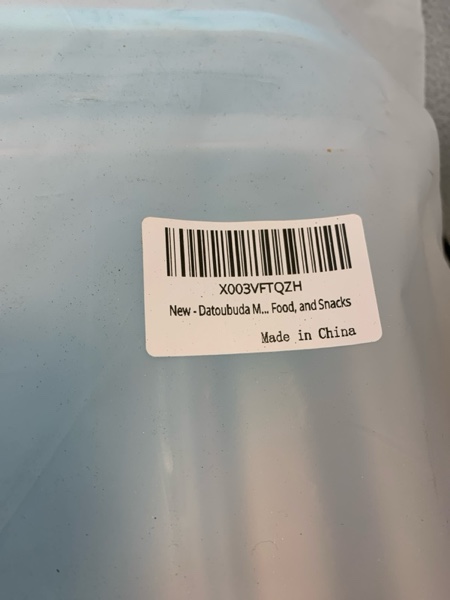 X003VFTQZH
New - Datoubuda M... Food, and Snacks
Made in China